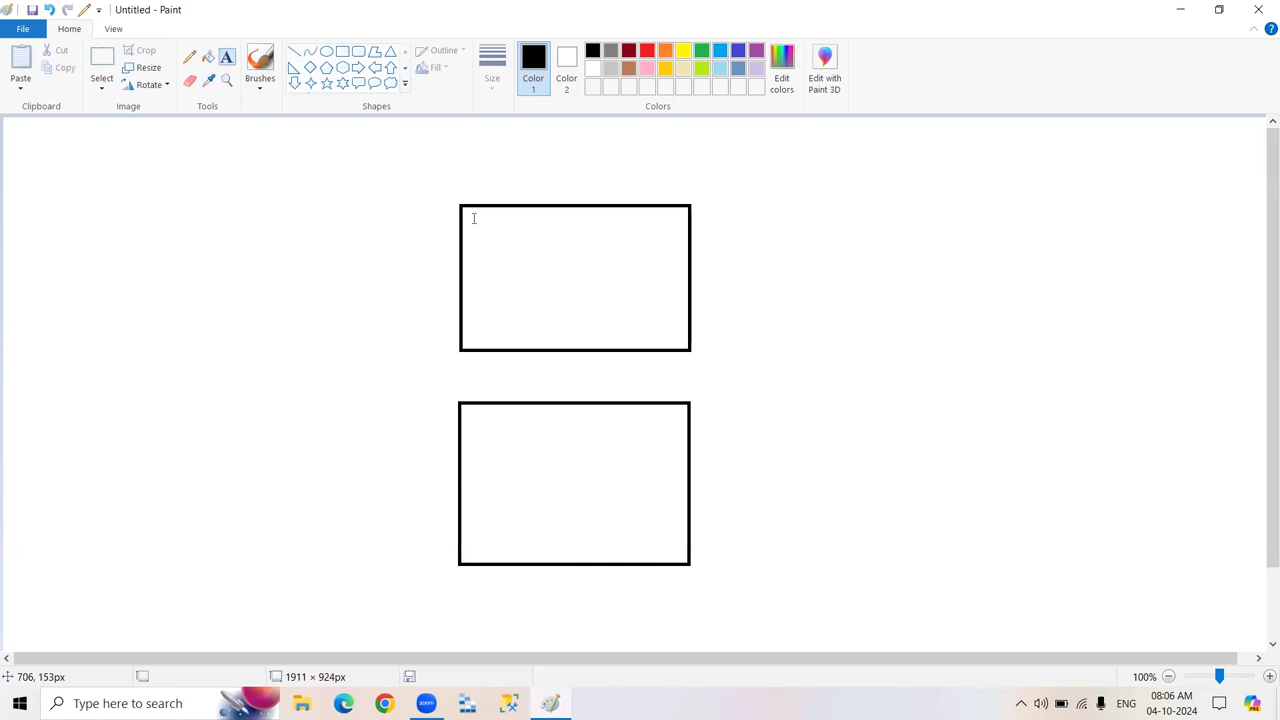 Untitled - Paint
File
Home
View
Paste
Cut
Copy
Clipboard
Select
Crop
Resize
Rotate
Image
A
Tools
Brushes
Shapes
Outline
Fill
Size
Color
1
Color
2
Edit
colors
Colors
Edit with
Paint 3D
706, 153px
1911 × 924px
100%
Type here to search
zoom
ENG
08:06 AM
04-10-2024